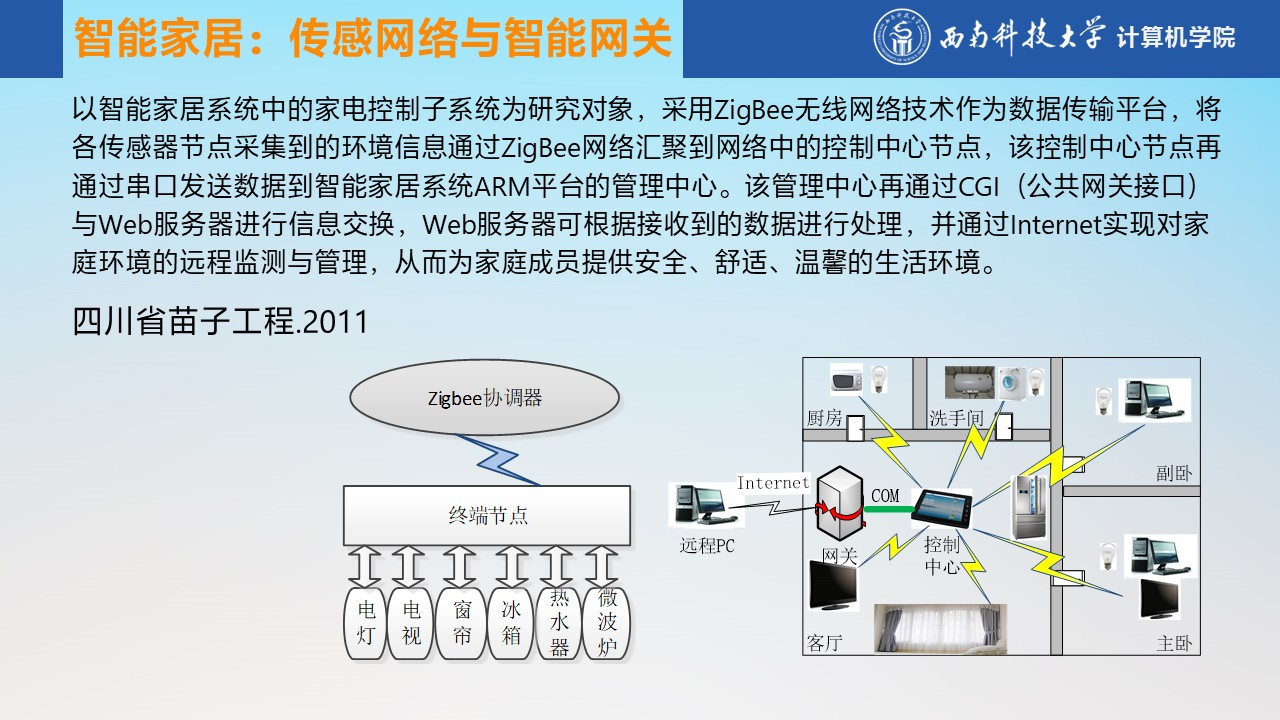 智能家居：传感网络与智能网关
西南科技大学 计算机学院
以智能家居系统中的家电控制子系统为研究对象，采用ZigBee无线网络技术作为数据传输平台，将
各传感器节点采集到的环境信息通过ZigBee网络汇聚到网络中的控制中心节点，该控制中心节点再
通过串口发送数据到智能家居系统ARM平台的管理中心。该管理中心再通过CGI（公共网关接口）
与Web服务器进行信息交换，Web服务器可根据接收到的数据进行处理，并通过Internet实现对家
庭环境的远程监测与管理，从而为家庭成员提供安全、舒适、温馨的生活环境。
四川省苗子工程.2011
Zigbee协调器
终端节点
电灯
电视
窗帘
冰箱
热水器
微波炉
厨房
洗手间
副卧
Internet
COM
远程PC
网关
控制
中心
客厅
主卧